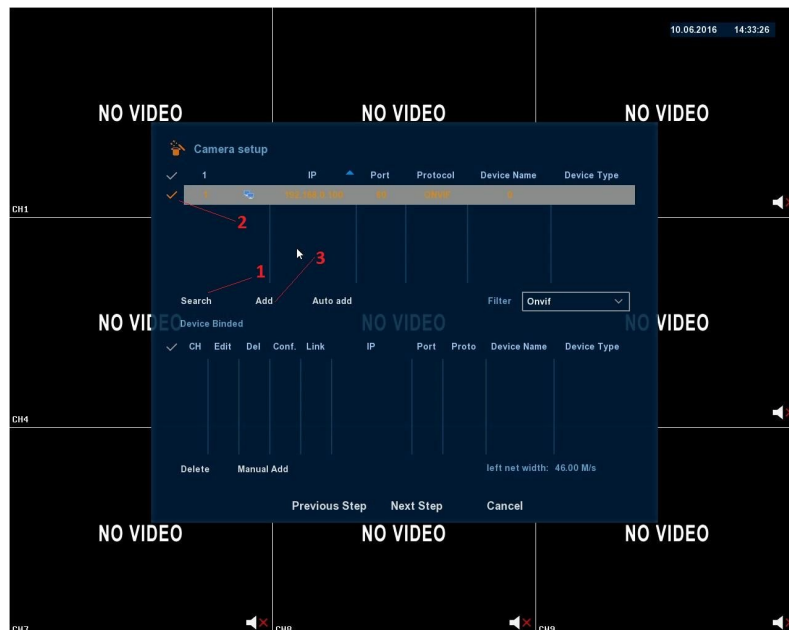 10.06.2016 14:33:26
NO VIDEO NO VIDEO NO VIDEO
Camera setup
1 IP Port Protocol Device Name Device Type
CH1
2
1 3
Search Add Auto add Filter Onvif
NO VIDEO NO VIDEO NO VIDEO
Device Binded
CH Edit Del Conf. Link IP Port Proto Device Name Device Type
CH4
Delete Manual Add left net width: 46.00 M/s
Previous Step Next Step Cancel
NO VIDEO NO VIDEO NO VIDEO
CH7 CH8 CH9